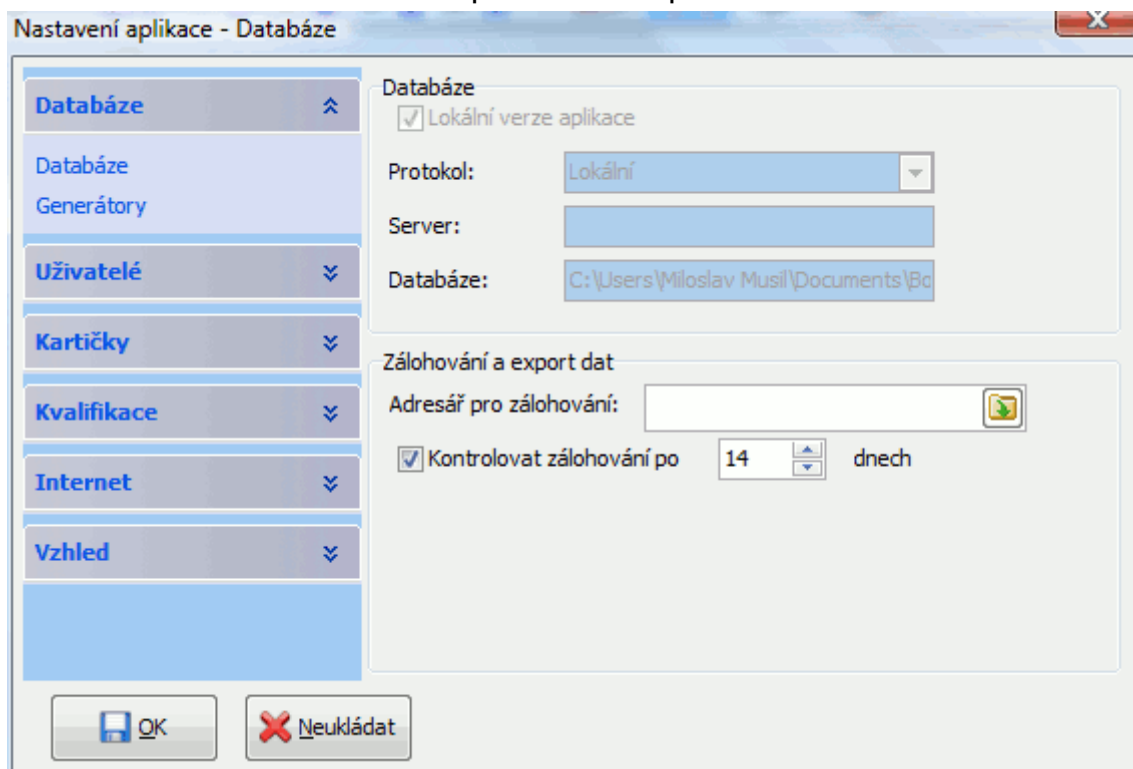 Nastavení aplikace - Databáze
Databáze
Databáze
Generátory
Uživatelé
Kartičky
Kvalifikace
Internet
Vzhled
Databáze
Lokální verze aplikace
Protokol: Lokální
Server:
Databáze: C:\Users\Miloslav Musil\Documents\Bo
Zálohování a export dat
Adresář pro zálohování:
Kontrolovat zálohování po 14 dnech
OK Neukládat